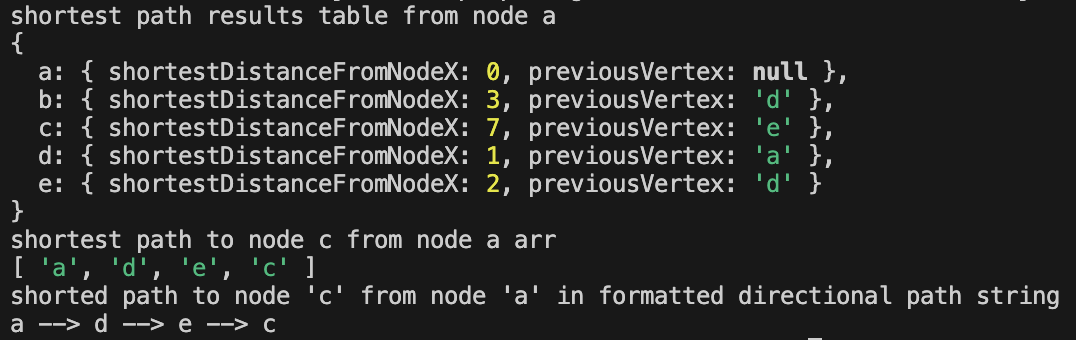 shortest path results table from node a
{
  a: { shortestDistanceFromNodeX: 0, previousVertex: null },
  b: { shortestDistanceFromNodeX: 3, previousVertex: 'd' },
  c: { shortestDistanceFromNodeX: 7, previousVertex: 'e' },
  d: { shortestDistanceFromNodeX: 1, previousVertex: 'a' },
  e: { shortestDistanceFromNodeX: 2, previousVertex: 'd' }
}
shortest path to node c from node a arr
[ 'a', 'd', 'e', 'c' ]
shorted path to node 'c' from node 'a' in formatted directional path string
a --> d --> e --> c